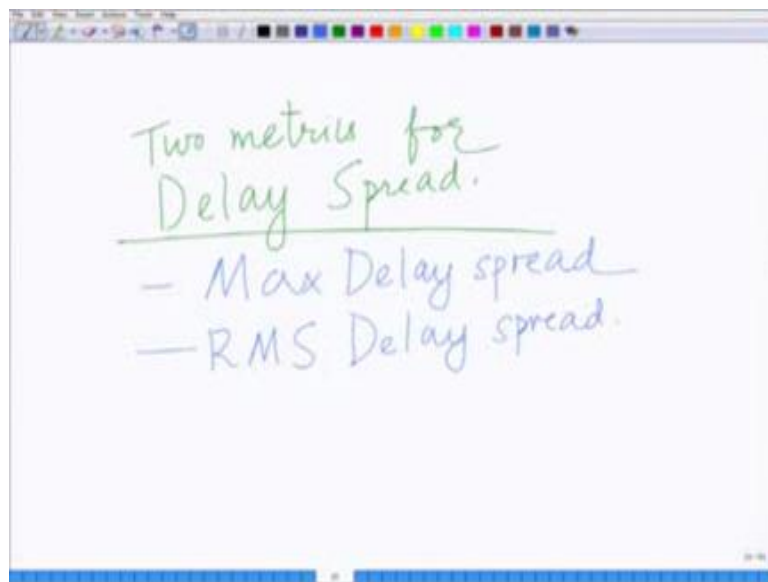 Two metrics for
Delay Spread.
- Max Delay spread
- RMS Delay spread.